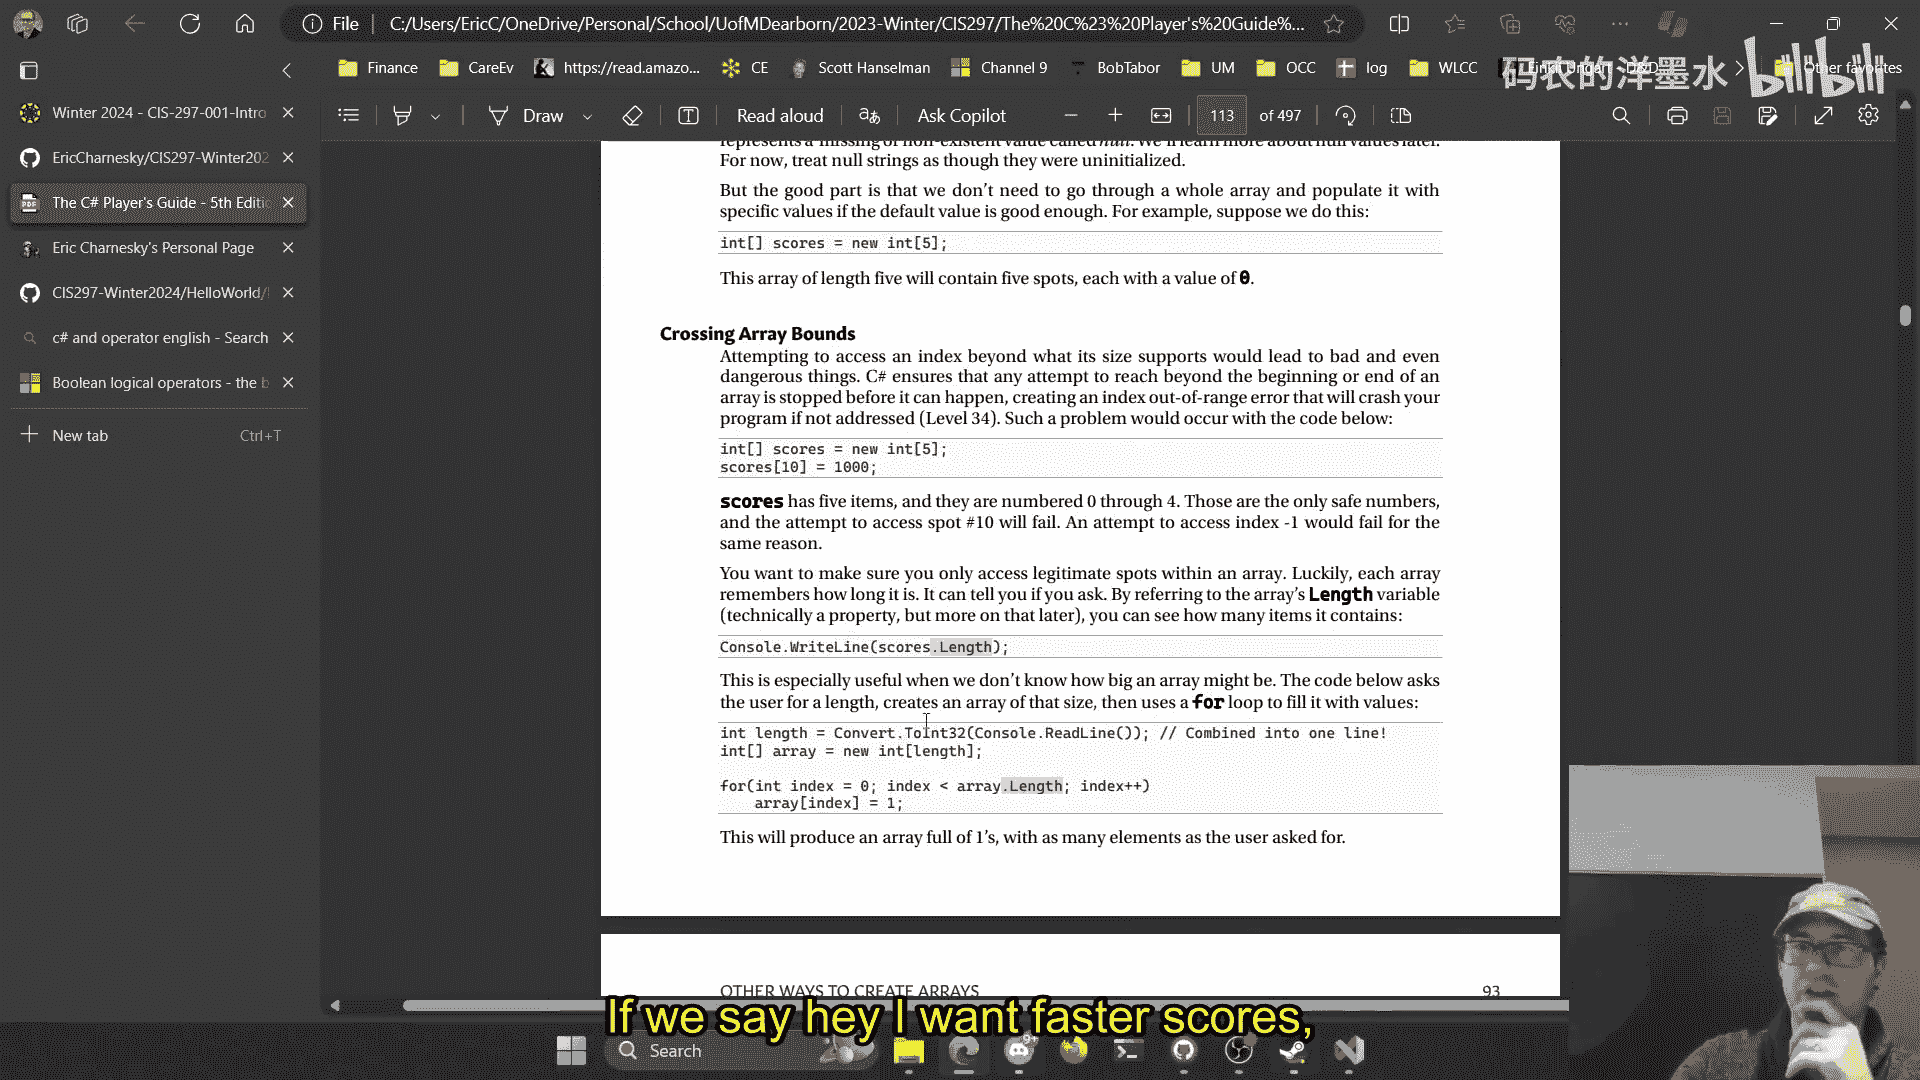 File
C:/Users/EricC/OneDrive/Personal/School/UofMDearborn/2023-Winter/CIS297/The%20C%23%20Player's%20Guide%...
Finance
CareEv
https://read.amazo...
CE
Scott Hanselman
Channel 9
BobTabor
UM
OCC
log
WLCC
Other favorites
码农的洋墨水
bilibili
Winter 2024 - CIS-297-001-Intro
EricCharnesky/CIS297-Winter202
The C# Player's Guide - 5th Editi
Eric Charnesky's Personal Page
CIS297-Winter2024/HelloWorld/
c# and operator english - Search
Boolean logical operators - the b
New tab
Ctrl+T
Draw
Read aloud
Ask Copilot
113 of 497
represents a missing or non-existent value called null. We'll learn more about null values later.
For now, treat null strings as though they were uninitialized.
But the good part is that we don't need to go through a whole array and populate it with
specific values if the default value is good enough. For example, suppose we do this:
int[] scores = new int[5];
This array of length five will contain five spots, each with a value of 0.
Crossing Array Bounds
Attempting to access an index beyond what its size supports would lead to bad and even
dangerous things. C# ensures that any attempt to reach beyond the beginning or end of an
array is stopped before it can happen, creating an index out-of-range error that will crash your
program if not addressed (Level 34). Such a problem would occur with the code below:
int[] scores = new int[5];
scores[10] = 1000;
scores has five items, and they are numbered 0 through 4. Those are the only safe numbers,
and the attempt to access spot #10 will fail. An attempt to access index -1 would fail for the
same reason.
You want to make sure you only access legitimate spots within an array. Luckily, each array
remembers how long it is. It can tell you if you ask. By referring to the array's Length variable
(technically a property, but more on that later), you can see how many items it contains:
Console.WriteLine(scores.Length);
This is especially useful when we don't know how big an array might be. The code below asks
the user for a length, creates an array of that size, then uses a for loop to fill it with values:
int length = Convert.ToInt32(Console.ReadLine()); // Combined into one line!
int[] array = new int[length];
for(int index = 0; index < array.Length; index++)
array[index] = 1;
This will produce an array full of 1's, with as many elements as the user asked for.
OTHER WAYS TO CREATE ARRAYS
93
If we say hey I want faster scores,
Search